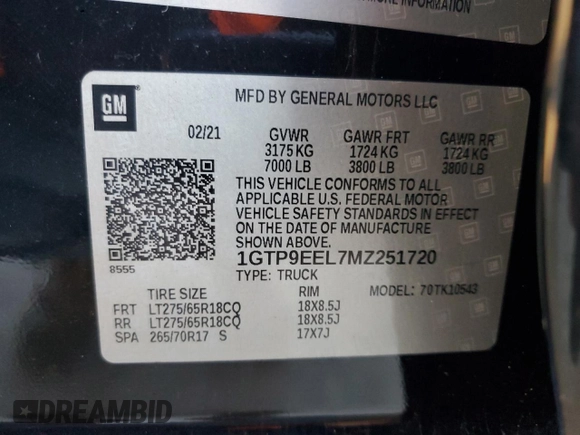 MORE INFORMATION
GM
MFD BY GENERAL MOTORS LLC
02/21 GVWR GAWR FRT GAWR RR
3175 KG 1724 KG 1724 KG
7000 LB 3800 LB 3800 LB
THIS VEHICLE CONFORMS TO ALL
APPLICABLE U.S. FEDERAL MOTOR
VEHICLE SAFETY STANDARDS IN EFFECT
ON THE DATE OF MANUFACTURE
SHOWN ABOVE.
8555
1GTP9EEL7MZ251720
TYPE: TRUCK
MODEL: 70TK10543
TIRE SIZE RIM
FRT LT275/65R18CQ 18X8.5J
RR LT275/65R18CQ 18X8.5J
SPA 265/70R17 S 17X7J
DREAMBID